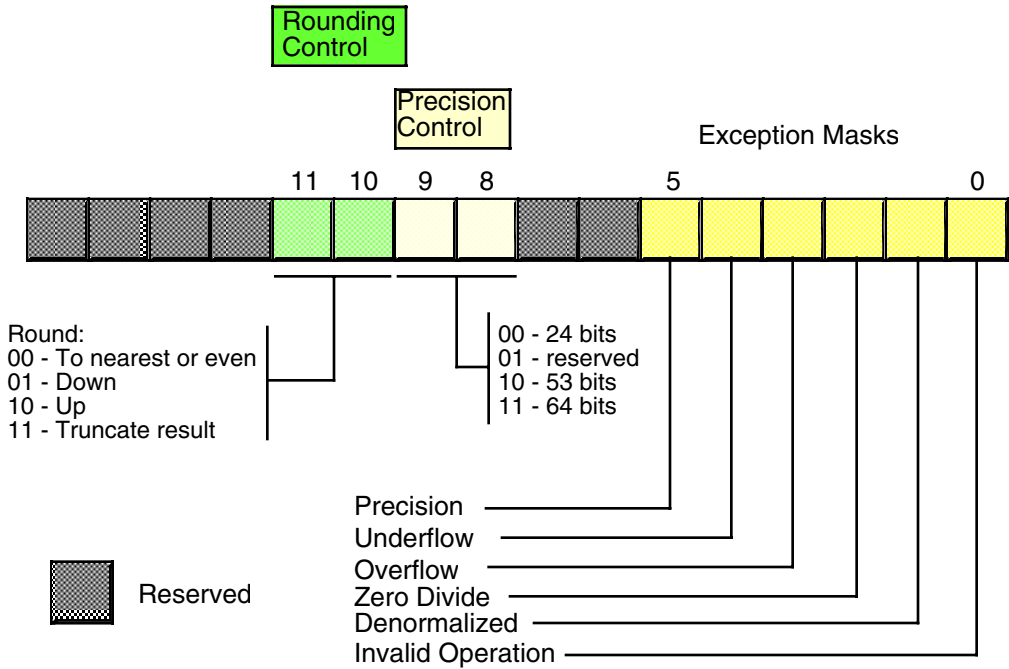 Rounding
Control
Precision
Control
Exception Masks
11 10 9 8 5 0
Round:
00 - To nearest or even
01 - Down
10 - Up
11 - Truncate result
00 - 24 bits
01 - reserved
10 - 53 bits
11 - 64 bits
Precision
Underflow
Overflow
Zero Divide
Denormalized
Invalid Operation
Reserved